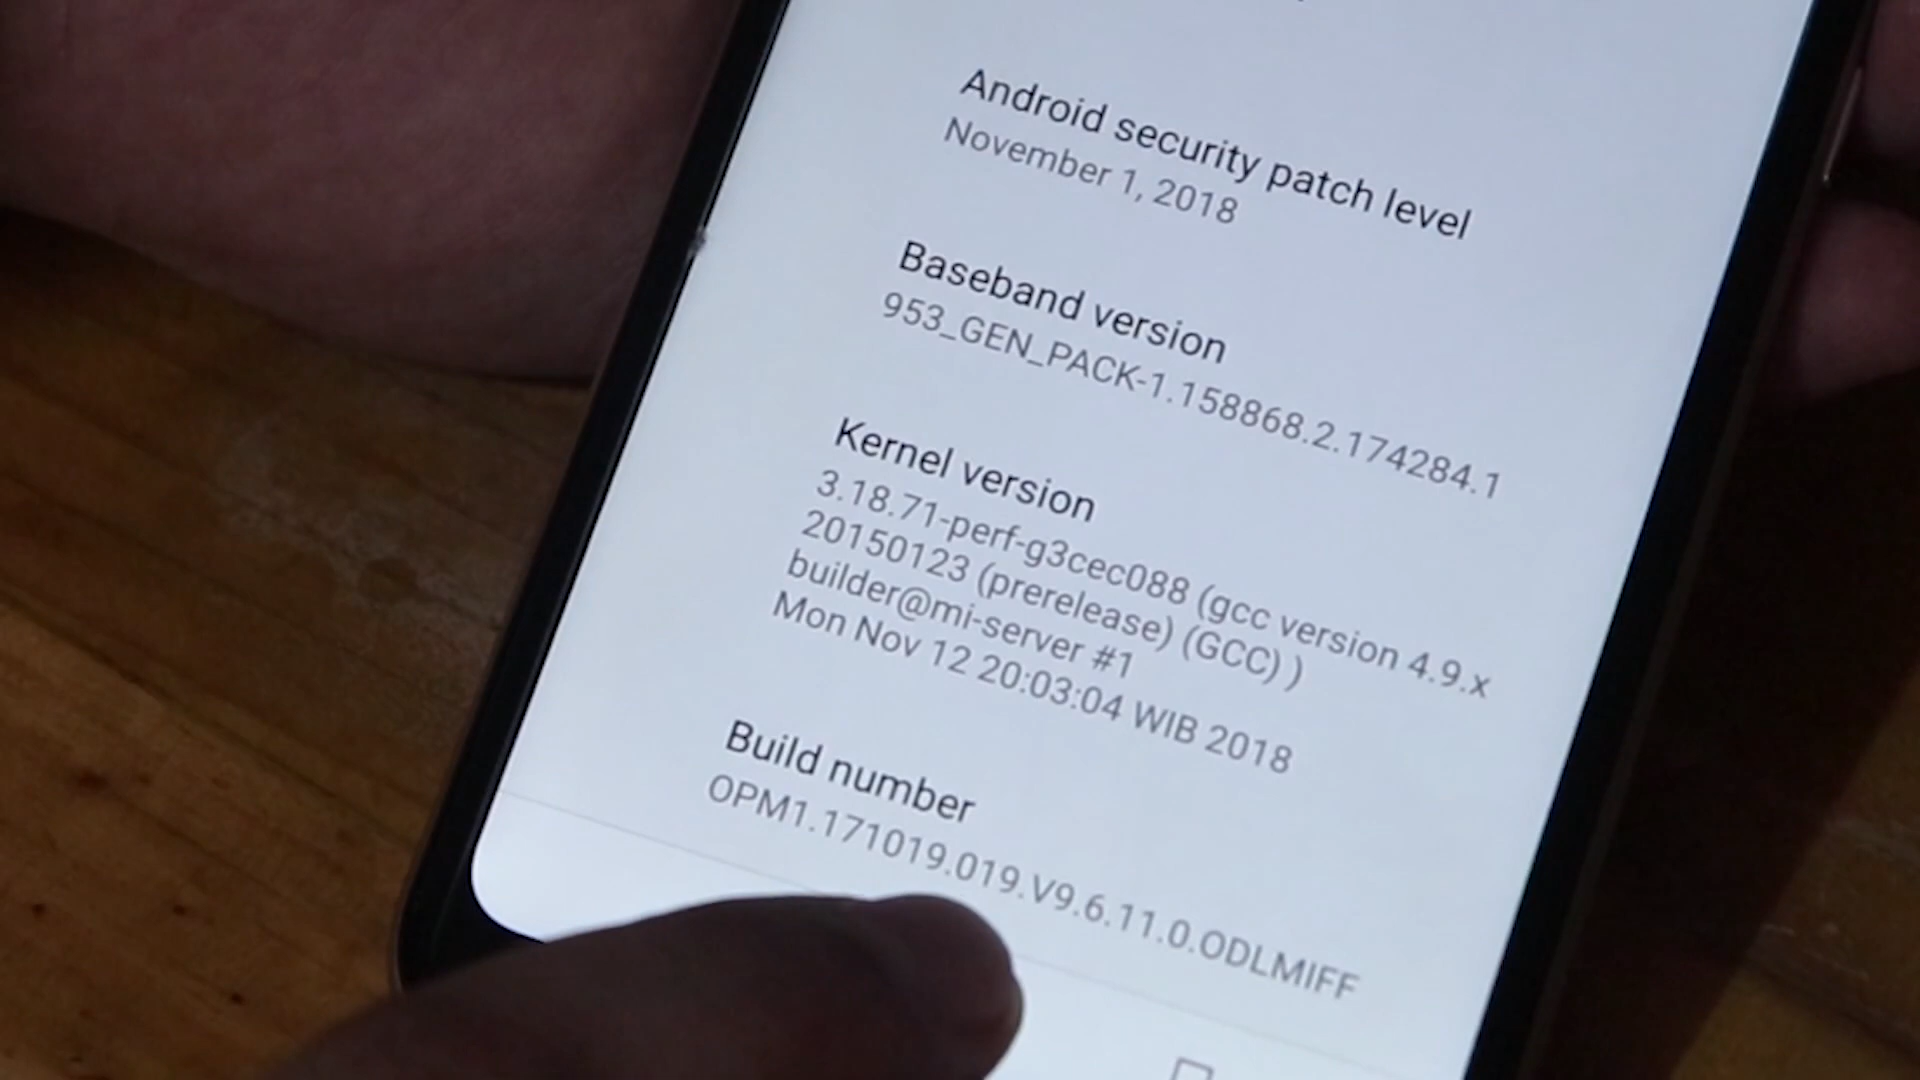 Android security patch level
November 1, 2018
Baseband version
953_GEN_PACK-1.158868.2.174284.1
Kernel version
3.18.71-perf-g3cec088 (gcc version 4.9.x
20150123 (prerelease) (GCC) )
builder@mi-server #1
Mon Nov 12 20:03:04 WIB 2018
Build number
OPM1.171019.019.V9.6.11.0.ODLMIFF